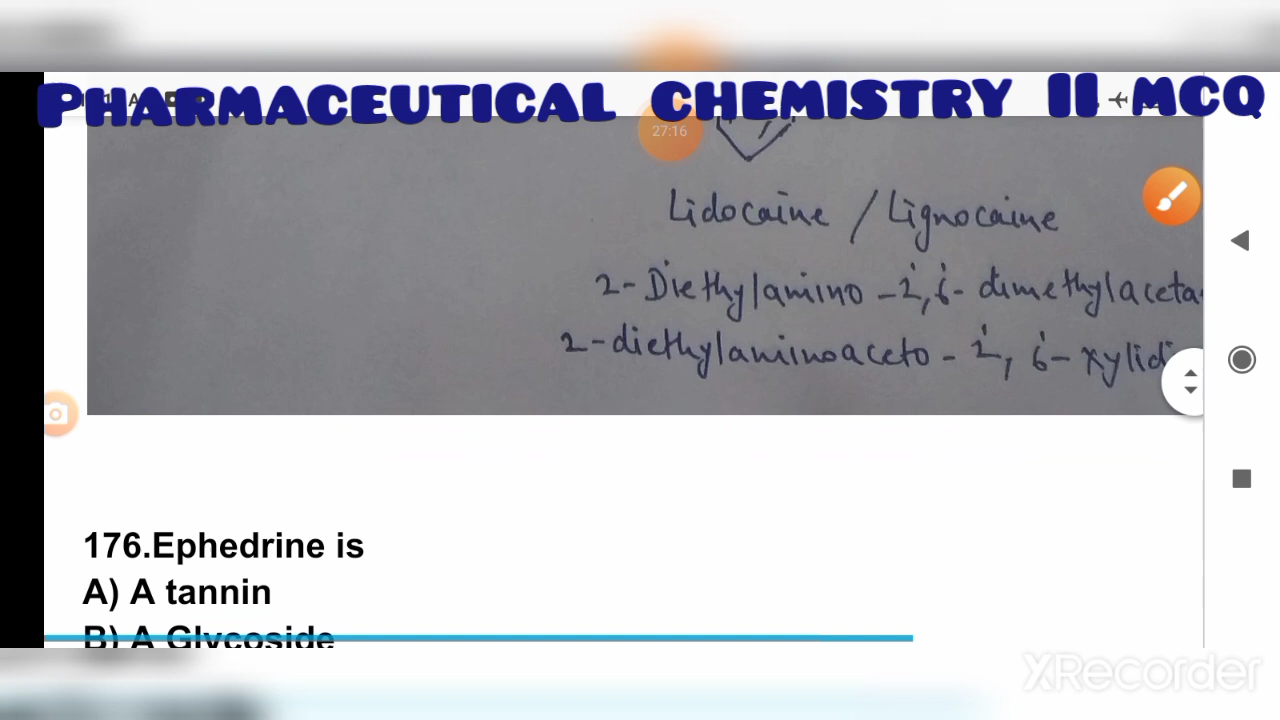 PHARMACEUTICAL CHEMISTRY II MCQ
27:16
Lidocaine / Lignocaine
2-Diethylamino-2',6'-dimethylaceta
2-diethylaminoaceto-2',6'-xylidi
176.Ephedrine is
A) A tannin
B) A Glycoside
XRecorder